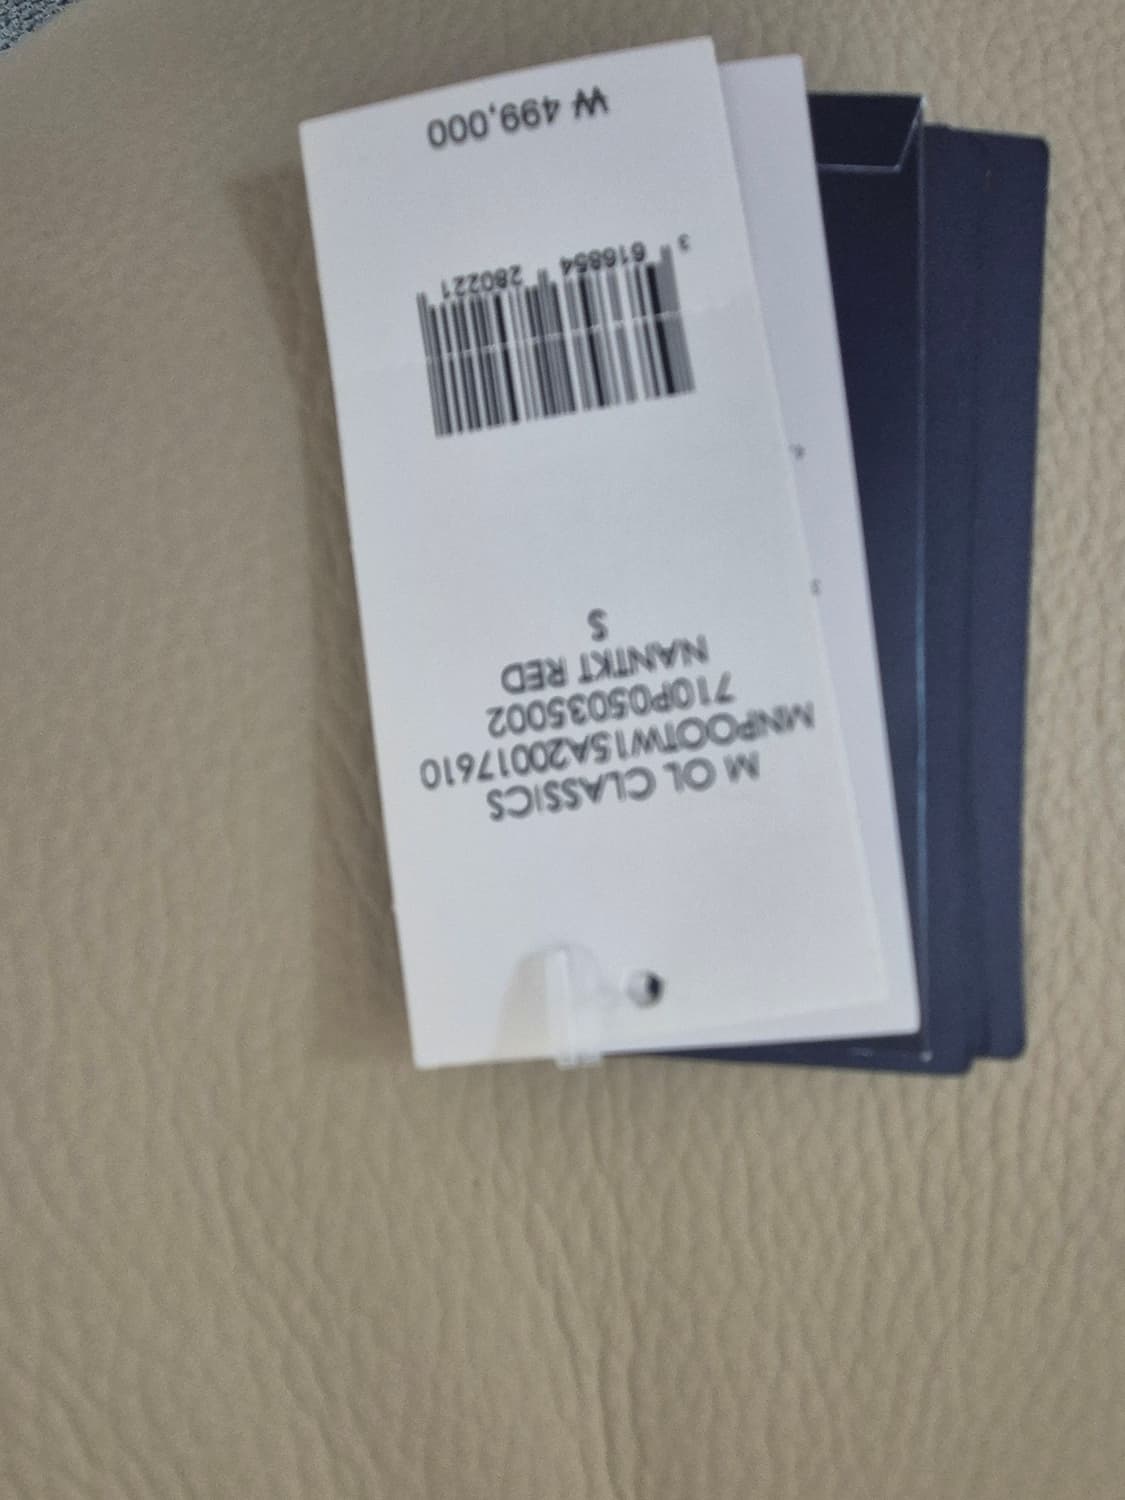 M OL CLASSICS
MNPOOTW15A20017610
710P05035002
NANTKT RED
S
3 616854 280221
₩ 499,000